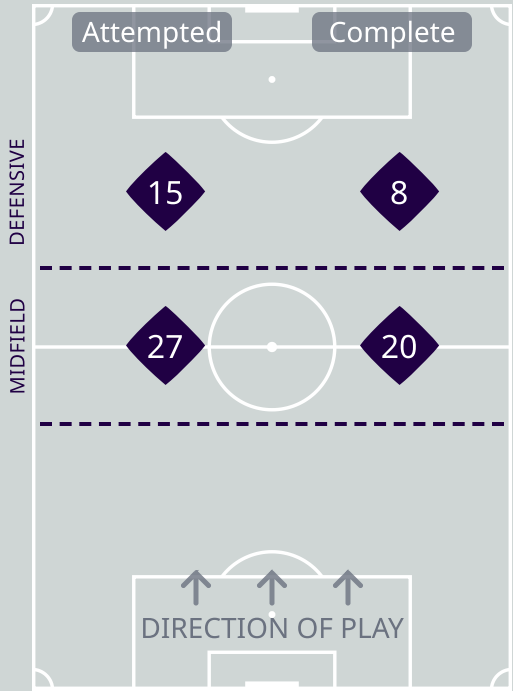 Attempted Complete
DEFENSIVE
15 8
MIDFIELD
27 20
DIRECTION OF PLAY